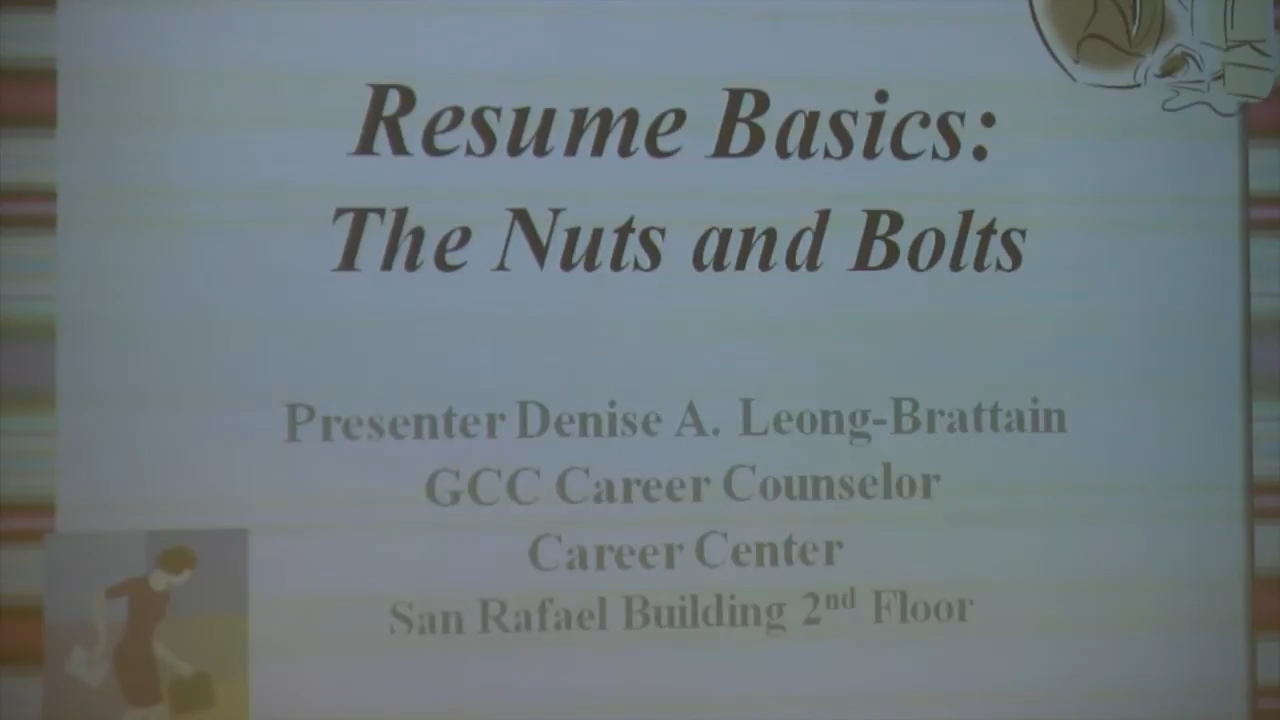 Resume Basics:
The Nuts and Bolts
Presenter Denise A. Leong-Brattain
GCC Career Counselor
Career Center
San Rafael Building 2nd Floor